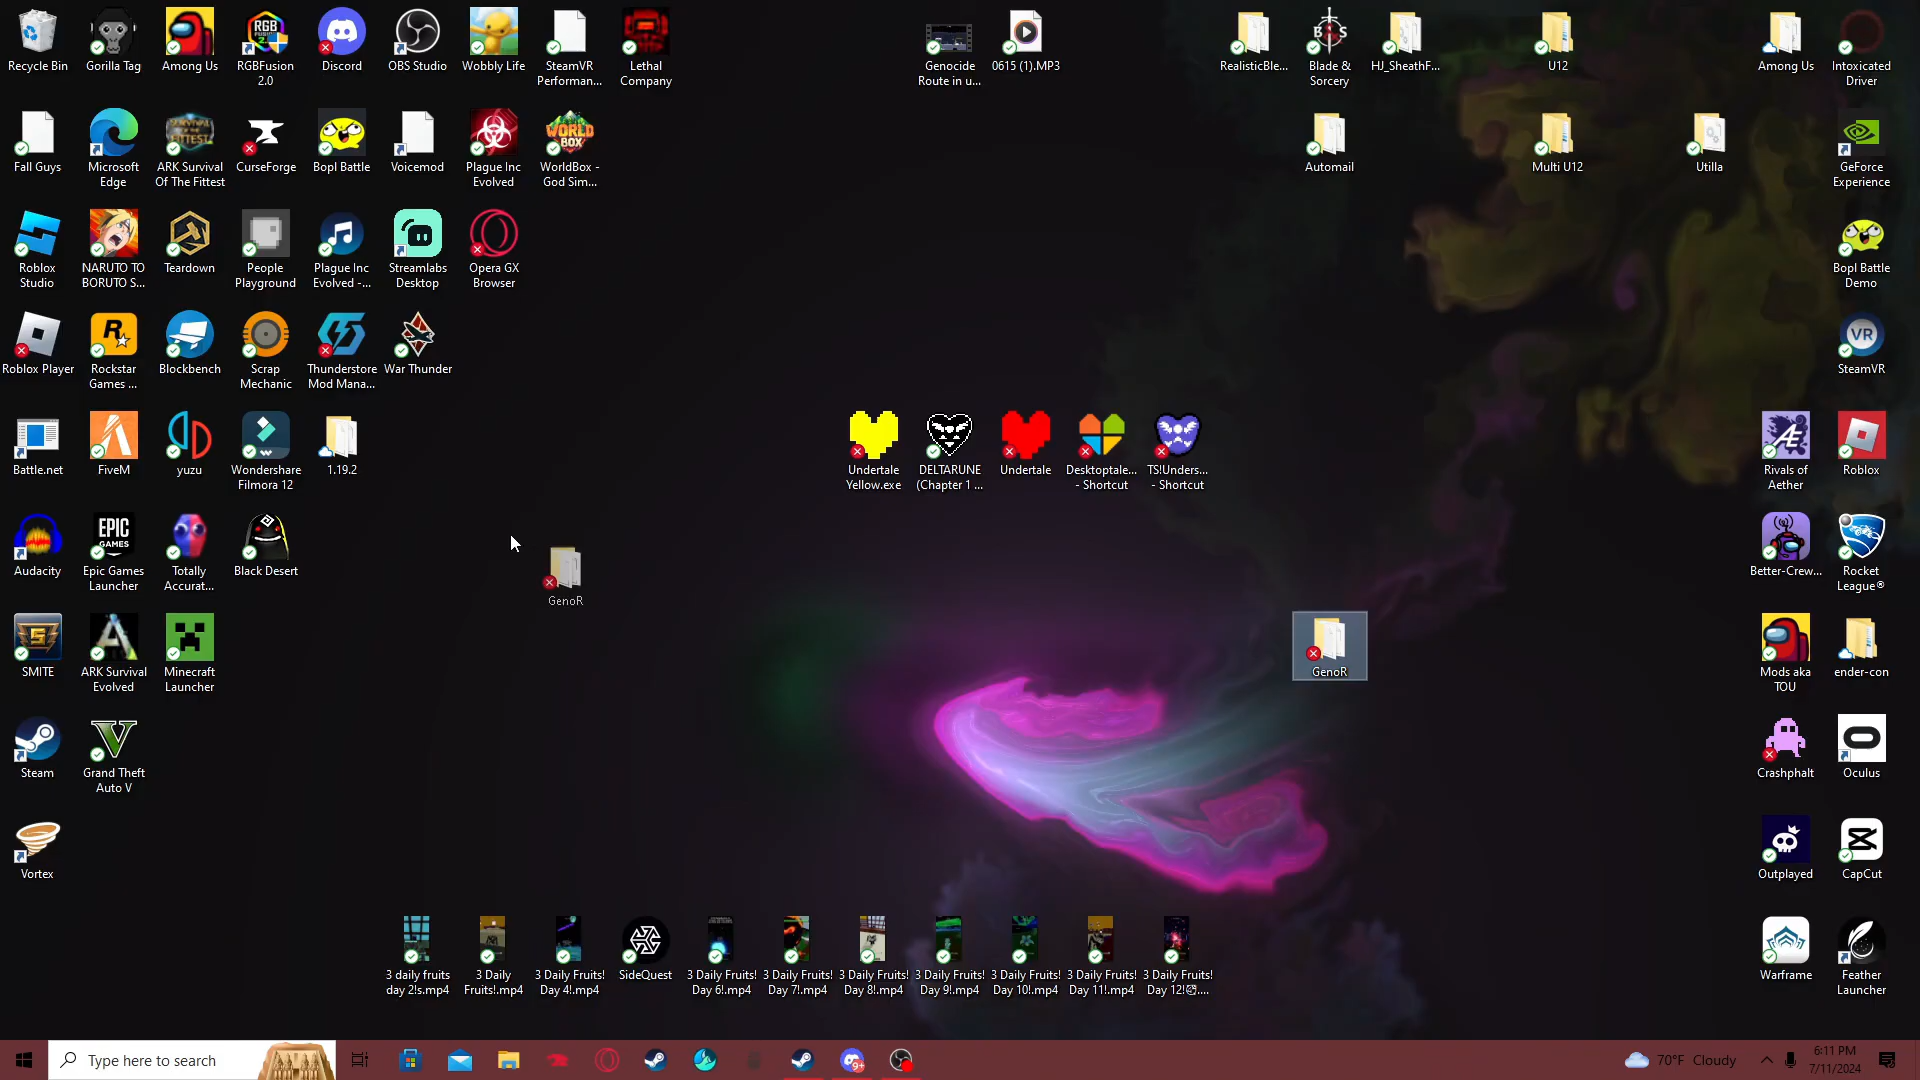 Recycle Bin
Gorilla Tag
Among Us
RGBFusion
2.0
Discord
OBS Studio
Wobbly Life
SteamVR
Performan...
Lethal
Company
Genocide
Route in u...
0615 (1).MP3
RealisticBle...
Blade &
Sorcery
HJ_SheathF...
U12
Among Us
Intoxicated
Driver
Fall Guys
Microsoft
Edge
ARK Survival
Of The Fittest
CurseForge
Bopl Battle
Voicemod
Plague Inc
Evolved
WORLD
BOX
WorldBox -
God Sim...
Automail
Multi U12
Utilla
GeForce
Experience
Roblox
Studio
NARUTO TO
BORUTO S...
Teardown
People
Playground
Plague Inc
Evolved -...
Streamlabs
Desktop
Opera GX
Browser
Bopl Battle
Demo
Roblox Player
Rockstar
Games ...
Blockbench
Scrap
Mechanic
Thunderstore
Mod Mana...
War Thunder
VR
SteamVR
Battle.net
FiveM
yuzu
Wondershare
Filmora 12
1.19.2
Undertale
Yellow.exe
DELTARUNE
(Chapter 1 ...
Undertale
Desktoptale...
- Shortcut
TS!Unders...
- Shortcut
Rivals of
Aether
Roblox
Audacity
EPIC
GAMES
Epic Games
Launcher
Totally
Accurat...
Black Desert
GenoR
Better-Crew...
Rocket
League®
SMITE
ARK Survival
Evolved
Minecraft
Launcher
GenoR
Mods aka
TOU
ender-con
Steam
Grand Theft
Auto V
Crashphalt
Oculus
Vortex
Outplayed
CapCut
3 daily fruits
day 2!s.mp4
3 Daily
Fruits!.mp4
3 Daily Fruits!
Day 4!.mp4
SideQuest
3 Daily Fruits!
Day 6!.mp4
3 Daily Fruits!
Day 7!.mp4
3 Daily Fruits!
Day 8!.mp4
3 Daily Fruits!
Day 9!.mp4
3 Daily Fruits!
Day 10!.mp4
3 Daily Fruits!
Day 11!.mp4
3 Daily Fruits!
Warframe
Feather
Launcher
Type here to search
9+
70°F Cloudy
6:11 PM
7/11/2024